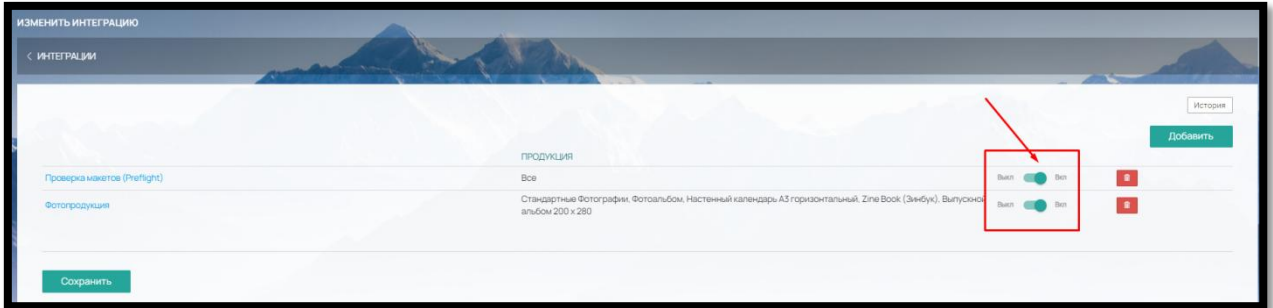 ИЗМЕНИТЬ ИНТЕГРАЦИЮ
< ИНТЕГРАЦИИ
История
Добавить
ПРОДУКЦИЯ
Проверка макетов (Preflight) Все Выкл Вкл
Фотопродукция Стандартные Фотографии, Фотоальбом, Настенный календарь А3 горизонтальный, Zine Book (Зинбук), Выпускной Выкл Вкл
альбом 200 x 280
Сохранить